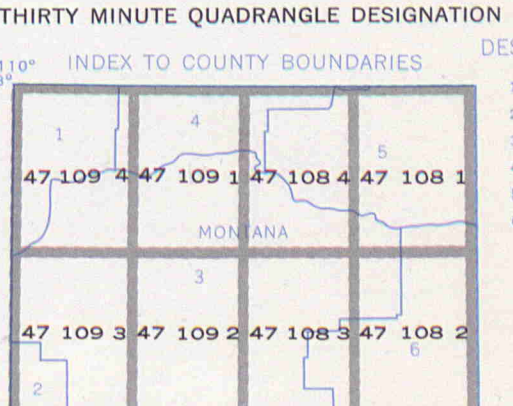 THIRTY MINUTE QUADRANGLE DESIGNATION
110° INDEX TO COUNTY BOUNDARIES DES
1 4 5
47 109 4 47 109 1 47 108 4 47 108 1
MONTANA
3
47 109 3 47 109 2 47 108 3 47 108 2
6
2